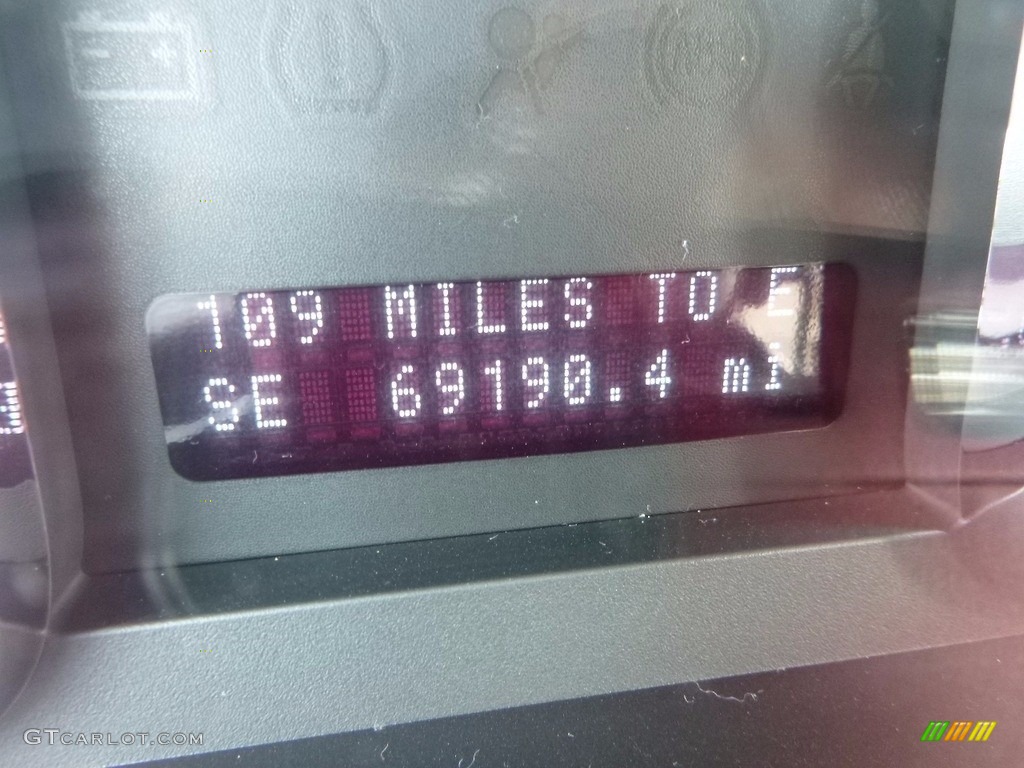 109 MILES TO E
SE 69190.4 mi
GTCARLOT.COM